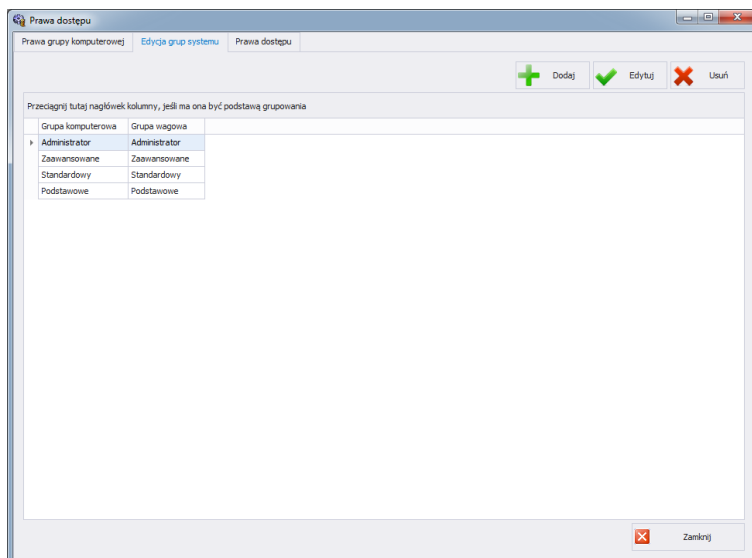 Prawa dostępu
Prawa grupy komputerowej Edycja grup systemu Prawa dostępu
Dodaj Edytuj Usuń
Przeciągnij tutaj nagłówek kolumny, jeśli ma ona być podstawą grupowania
Grupa komputerowa Grupa wagowa
Administrator Administrator
Zaawansowane Zaawansowane
Standardowy Standardowy
Podstawowe Podstawowe
Zamknij